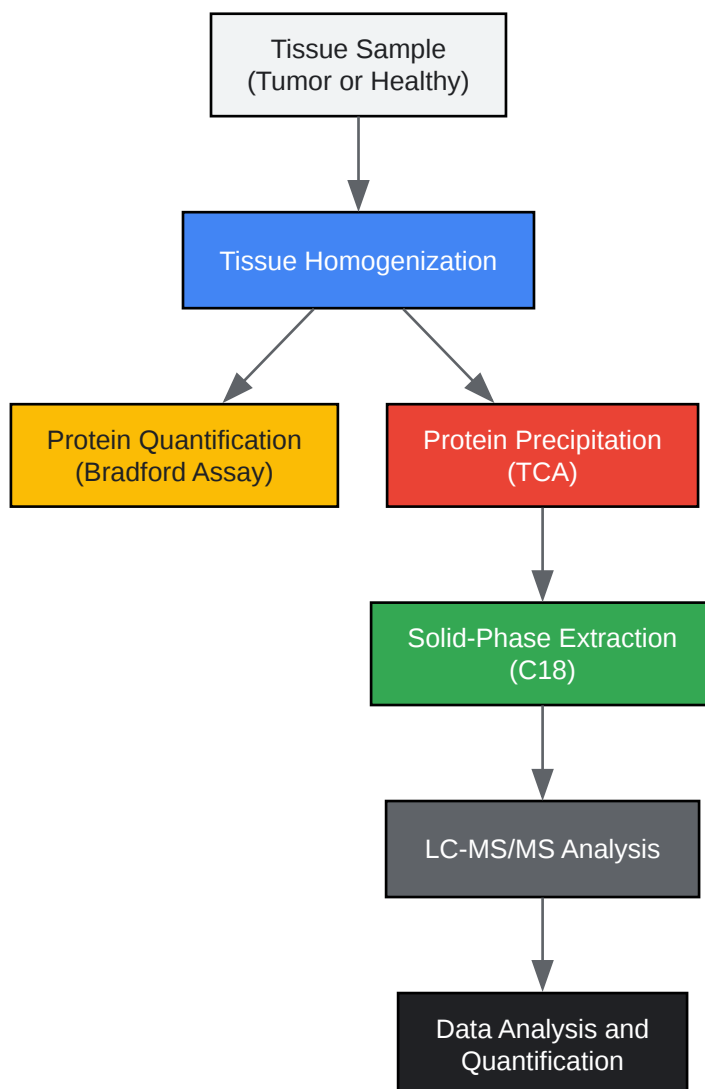 Tissue Sample
(Tumor or Healthy)
Tissue Homogenization
Protein Quantification
(Bradford Assay)
Protein Precipitation
(TCA)
Solid-Phase Extraction
(C18)
LC-MS/MS Analysis
Data Analysis and
Quantification